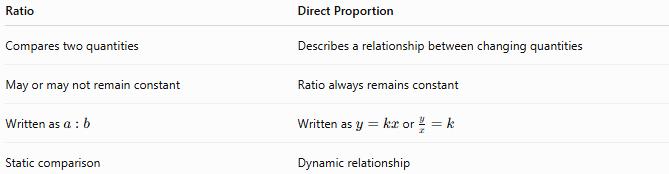 Ratio Direct Proportion
Compares two quantities Describes a relationship between changing quantities
May or may not remain constant Ratio always remains constant
Written as a : b Written as y = kx or y/x = k
Static comparison Dynamic relationship